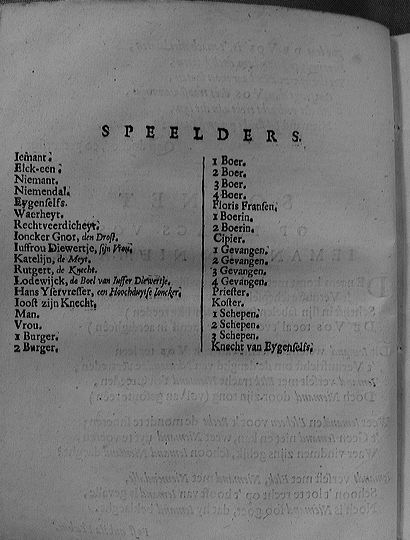 SPEELDERS.
Iemant.
Elck-een.
Niemant.
Niemendal.
Eygenselfs.
Waerheyt.
Rechtveerdicheyt.
Ioncker Gnor, den Drost.
Iuffrou Diewertje, sijn Vrou.
Katelijn, de Meyt.
Rutgert, de Knecht.
Lodewijck, de Boel van Iuffer Diewertje.
Hans Yservreter, een Hoochduytse Ioncker.
Ioost zijn Knecht.
Man.
Vrou.
1 Burger.
2 Burger.
1 Boer.
2 Boer.
3 Boer.
4 Boer.
Floris Fransen.
1 Boerin.
2 Boerin.
Cipier.
1 Gevangen.
2 Gevangen.
3 Gevangen.
4 Gevangen.
Priester.
Koster.
1 Schepen.
2 Schepen.
3 Schepen.
Knecht van Eygenselfs.